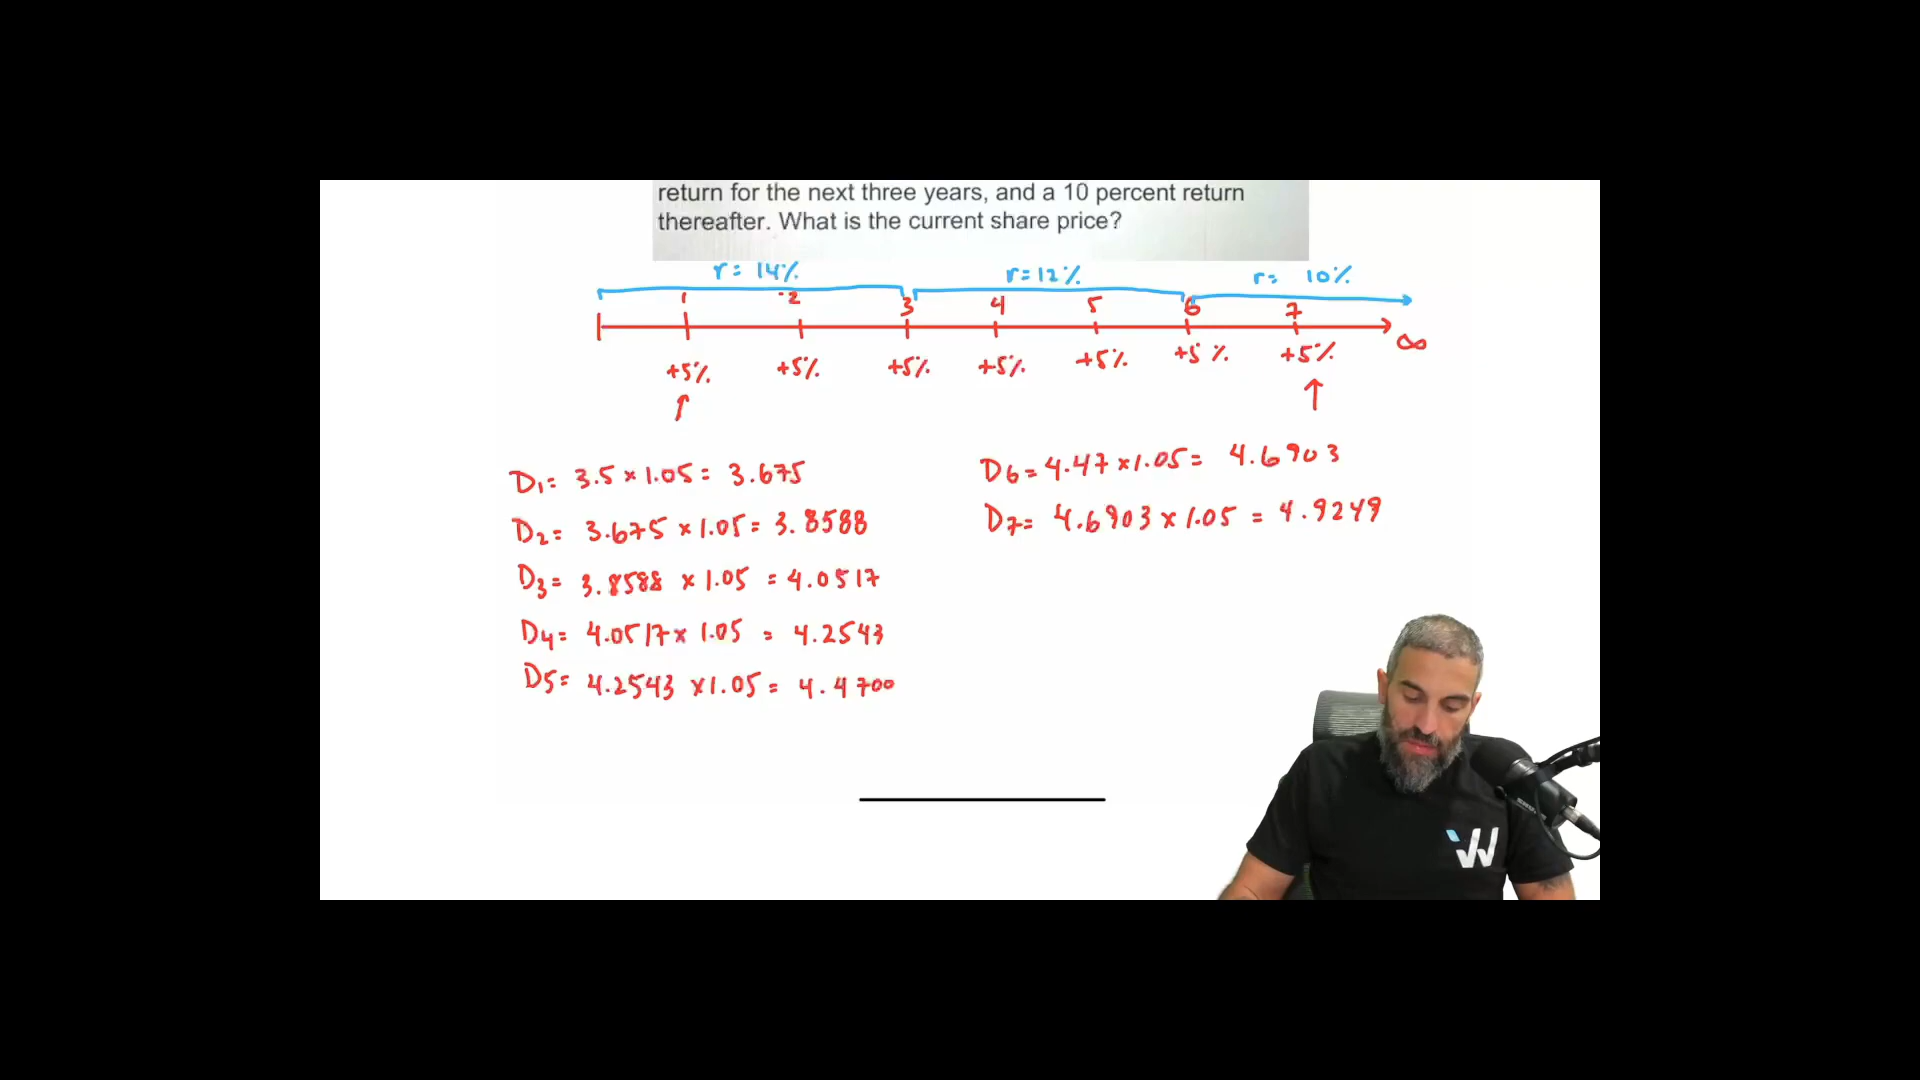 return for the next three years, and a 10 percent return
thereafter. What is the current share price?
r= 14% r=12% r= 10%
1 2 3 4 5 6 7
∞
+5% +5% +5% +5% +5% +5% +5%
D1= 3.5 x 1.05= 3.675
D2= 3.675 x 1.05= 3.8588
D3= 3.8588 x 1.05 = 4.0517
D4= 4.0517x 1.05 = 4.2543
D5= 4.2543 x1.05= 4.4700
D6= 4.47 x1.05= 4.6903
D7= 4.6903 x 1.05 = 4.9249
W